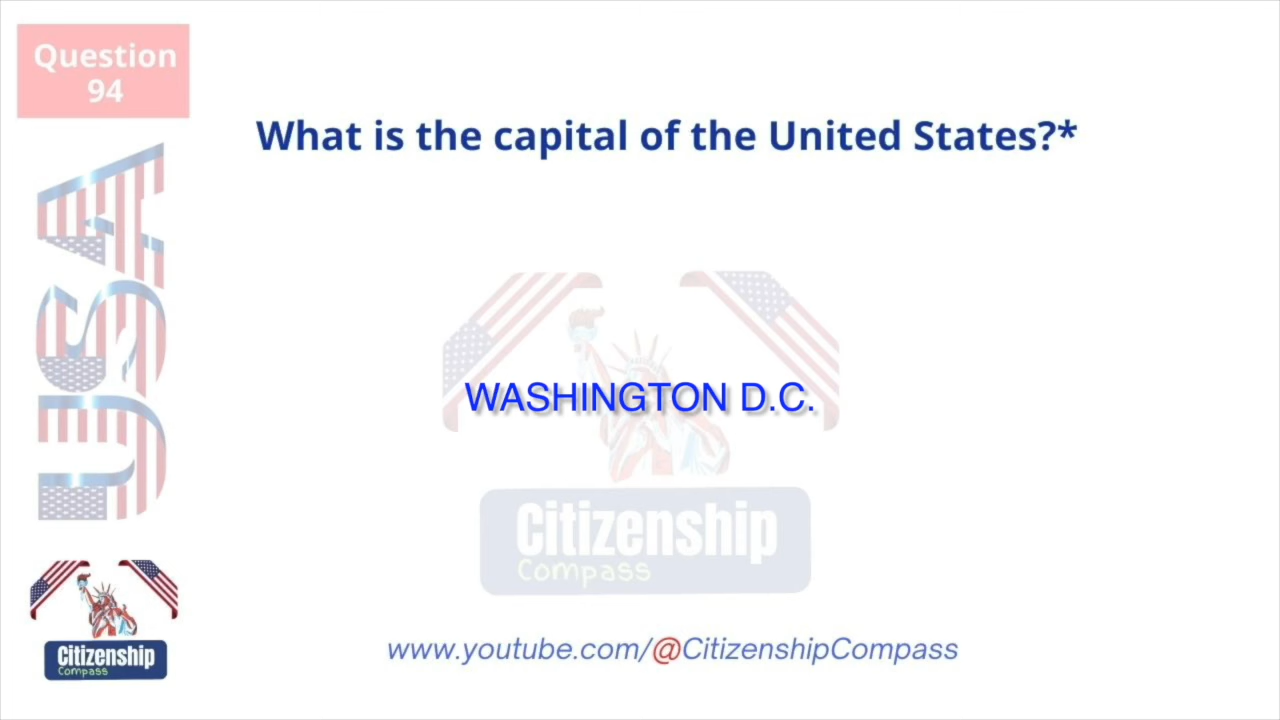 Question
94
What is the capital of the United States?*
WASHINGTON D.C.
USA
Citizenship
Compass
Citizenship
Compass
www.youtube.com/@CitizenshipCompass